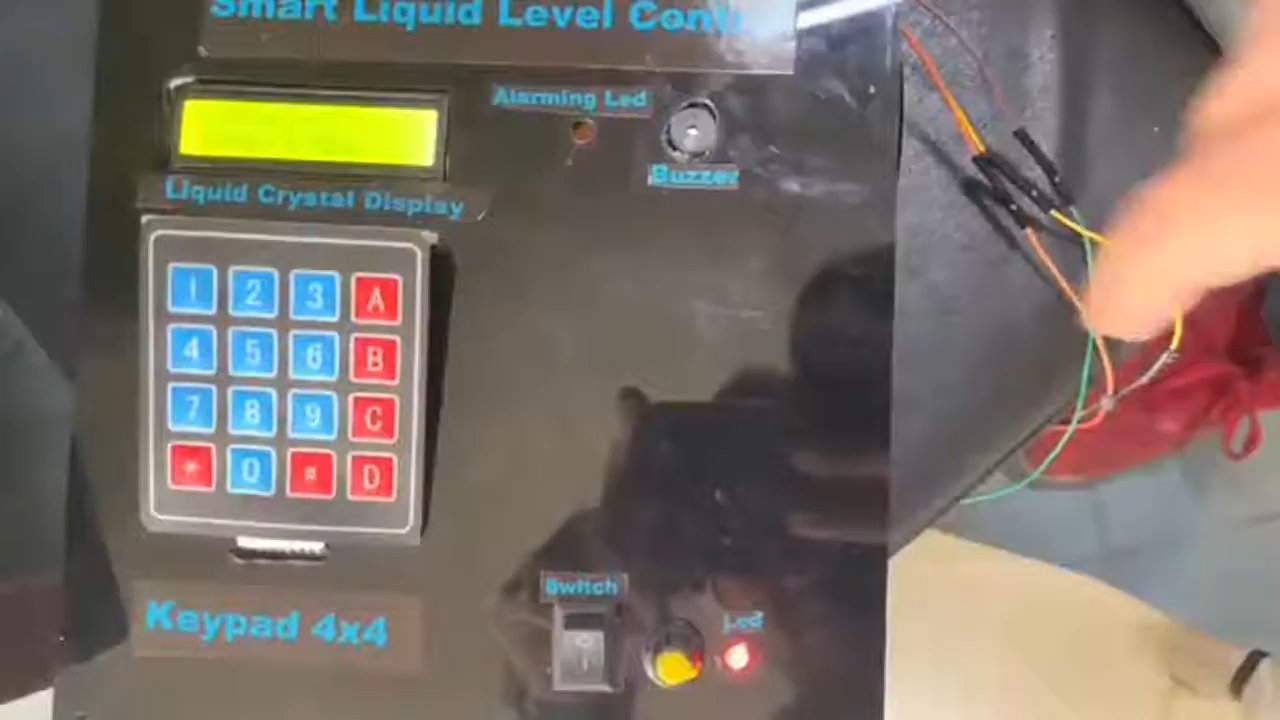 Smart Liquid Level Cont
Alarming Led
Buzzer
Liquid Crystal Display
1 2 3 A
4 5 6 B
7 8 9 C
* 0 # D
Keypad 4x4
Switch
Led